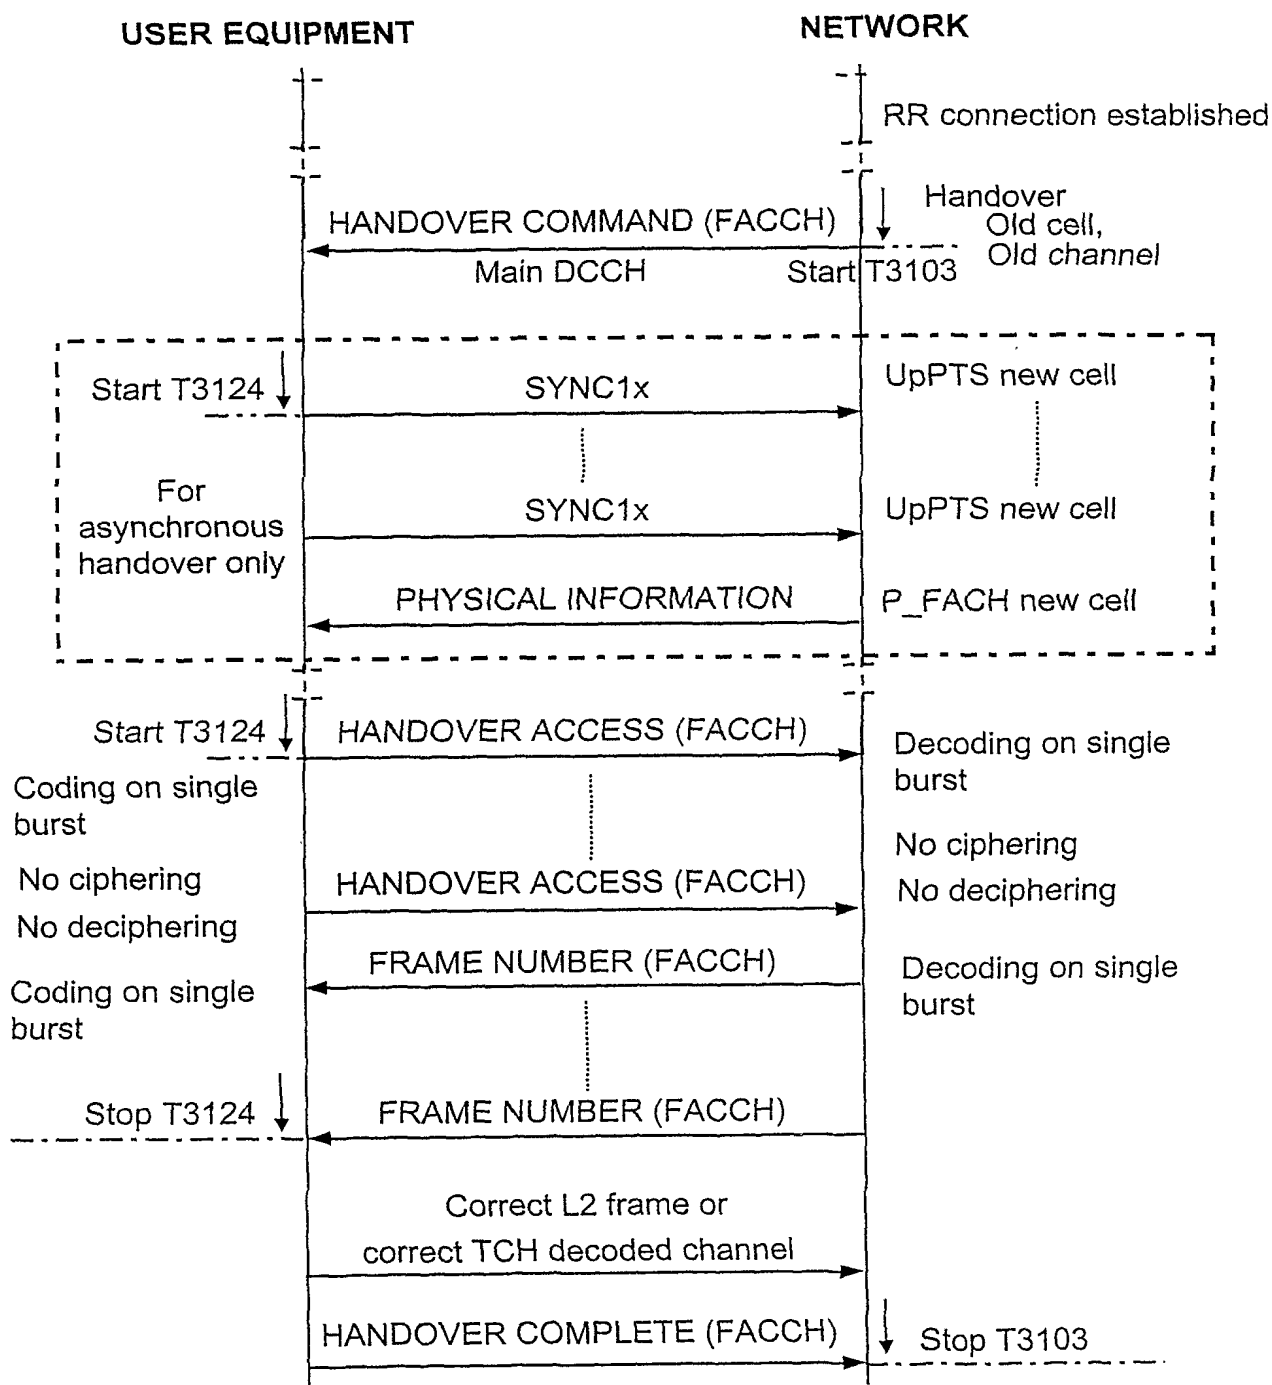 USER EQUIPMENT
NETWORK
RR connection established
HANDOVER COMMAND (FACCH)
Handover
Old cell,
Old channel
Main DCCH
Start T3103
Start T3124
SYNC1x
UpPTS new cell
For
asynchronous
handover only
SYNC1x
UpPTS new cell
PHYSICAL INFORMATION
P_FACH new cell
Start T3124
HANDOVER ACCESS (FACCH)
Decoding on single
burst
Coding on single
burst
No ciphering
No ciphering
HANDOVER ACCESS (FACCH)
No deciphering
No deciphering
FRAME NUMBER (FACCH)
Decoding on single
burst
Coding on single
burst
Stop T3124
FRAME NUMBER (FACCH)
Correct L2 frame or
correct TCH decoded channel
HANDOVER COMPLETE (FACCH)
Stop T3103